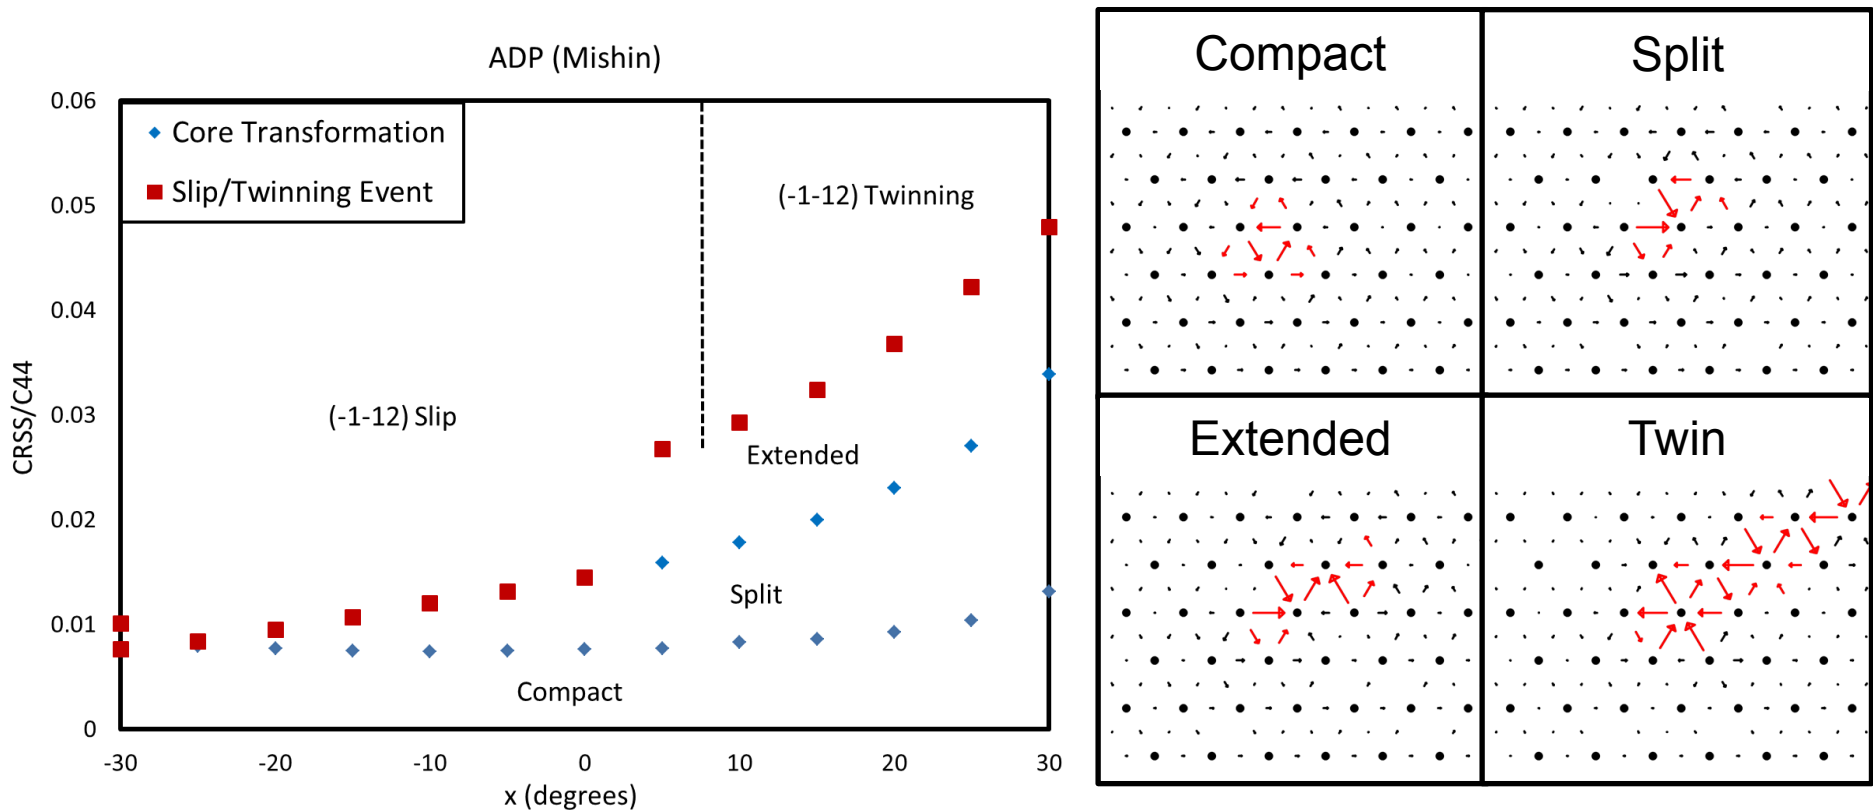 ADP (Mishin)
0.06
0.05
0.04
0.03
0.02
0.01
0
CRSS/C44
Core Transformation
Slip/Twinning Event
(-1-12) Twinning
(-1-12) Slip
Extended
Split
Compact
-30
-20
-10
0
10
20
30
x (degrees)
Compact
Split
Extended
Twin